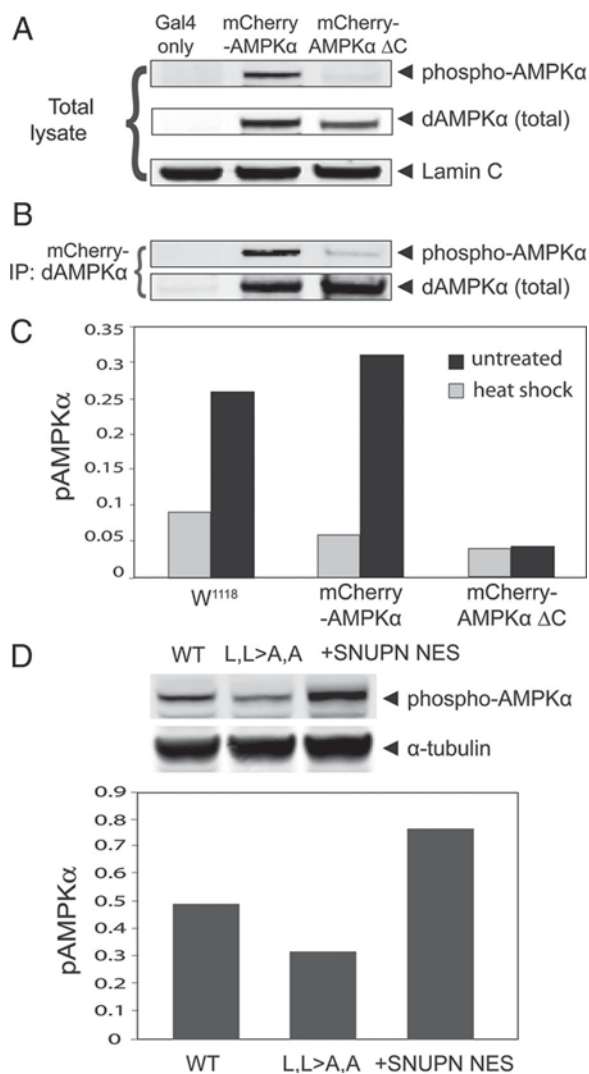 A
Gal4 only
mCherry -AMPKα
mCherry- AMPKα ΔC
Total lysate
◄ phospho-AMPKα
◄ dAMPKα (total)
◄ Lamin C
B
mCherry-
IP: dAMPKα
◄ phospho-AMPKα
◄ dAMPKα (total)
C
pAMPKα
0.35
0.3
0.25
0.2
0.15
0.1
0.05
0
untreated
heat shock
W1118
mCherry -AMPKα
mCherry- AMPKα ΔC
D
WT L,L>A,A +SNUPN NES
◄ phospho-AMPKα
◄ α-tubulin
pAMPKα
0.9
0.8
0.7
0.6
0.5
0.4
0.3
0.2
0.1
0
WT L,L>A,A +SNUPN NES